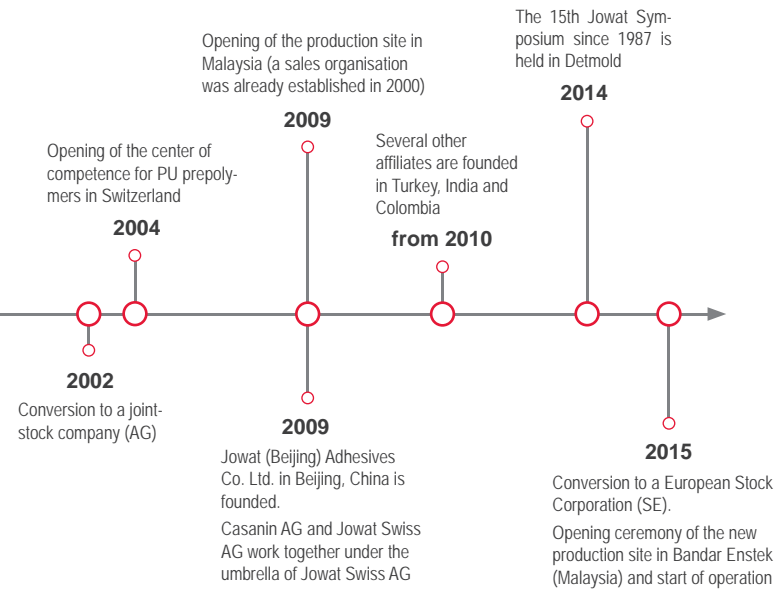 The 15th Jowat Sym-
posium since 1987 is
held in Detmold
2014
Opening of the production site in
Malaysia (a sales organisation
was already established in 2000)
2009
Several other
affiliates are founded
in Turkey, India and
Colombia
from 2010
Opening of the center of
competence for PU prepoly-
mers in Switzerland
2004
2002
Conversion to a joint-
stock company (AG)
2009
Jowat (Beijing) Adhesives
Co. Ltd. in Beijing, China is
founded.
Casanin AG and Jowat Swiss
AG work together under the
umbrella of Jowat Swiss AG
2015
Conversion to a European Stock
Corporation (SE).
Opening ceremony of the new
production site in Bandar Enstek
(Malaysia) and start of operation